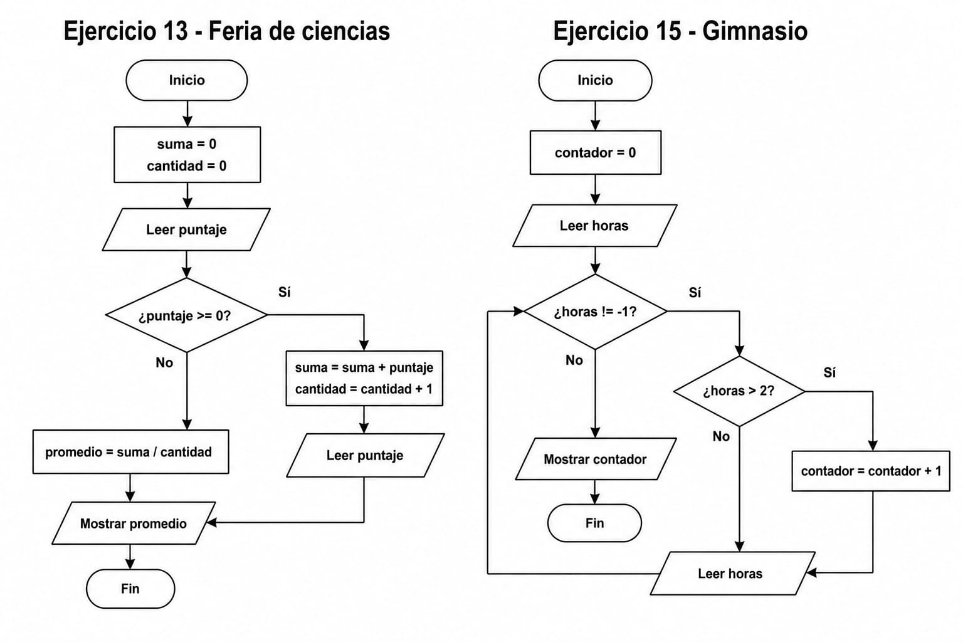 Ejercicio 13 - Feria de ciencias
Inicio
suma = 0
cantidad = 0
Leer puntaje
¿puntaje >= 0?
Sí
No
suma = suma + puntaje
cantidad = cantidad + 1
Leer puntaje
promedio = suma / cantidad
Mostrar promedio
Fin
Ejercicio 15 - Gimnasio
Inicio
contador = 0
Leer horas
¿horas != -1?
Sí
No
¿horas > 2?
Sí
No
contador = contador + 1
Mostrar contador
Fin
Leer horas